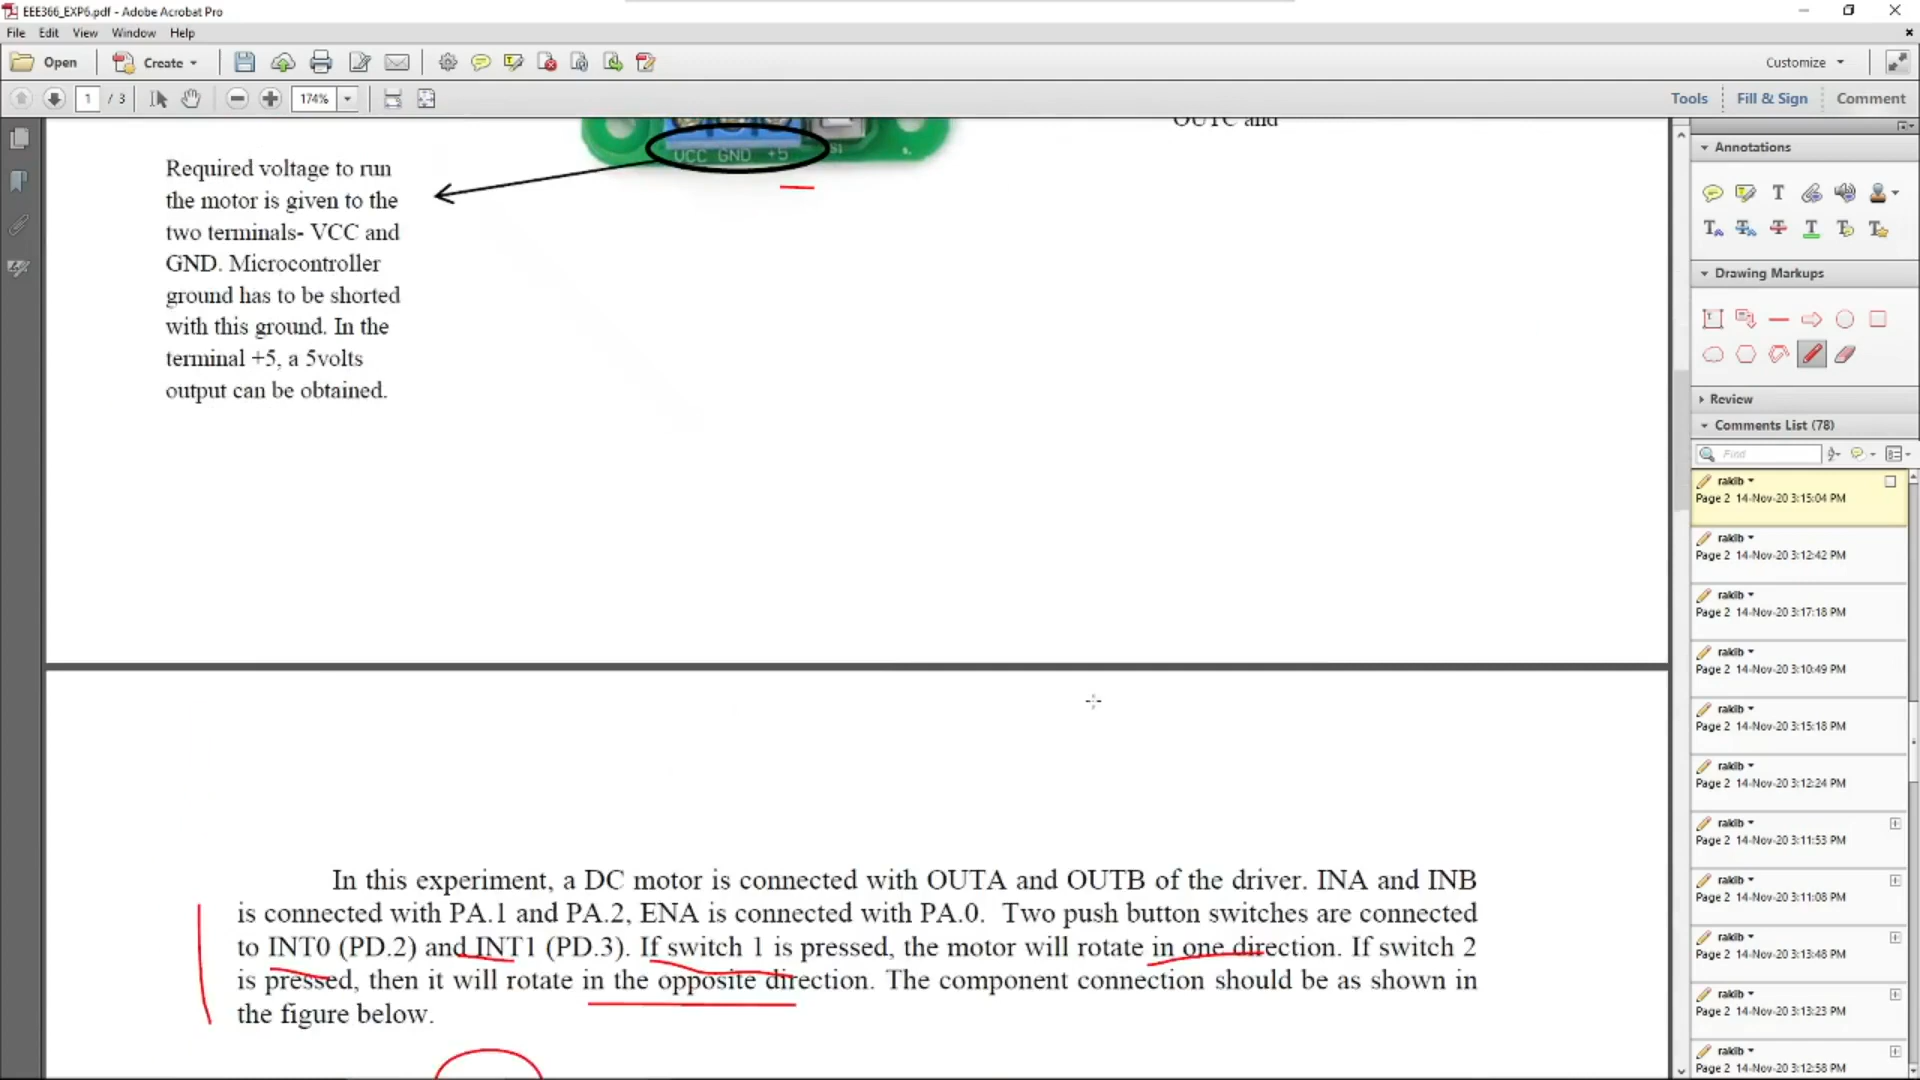 EEE366_EXP6.pdf - Adobe Acrobat Pro
File Edit View Window Help
Open Create Customize
1 / 3 174% Tools Fill & Sign Comment
OUTC and
VCC GND +5 S1
Required voltage to run
the motor is given to the
two terminals- VCC and
GND. Microcontroller
ground has to be shorted
with this ground. In the
terminal +5, a 5volts
output can be obtained.
In this experiment, a DC motor is connected with OUTA and OUTB of the driver. INA and INB
is connected with PA.1 and PA.2, ENA is connected with PA.0. Two push button switches are connected
to INT0 (PD.2) and INT1 (PD.3). If switch 1 is pressed, the motor will rotate in one direction. If switch 2
is pressed, then it will rotate in the opposite direction. The component connection should be as shown in
the figure below.
Annotations
Drawing Markups
Review
Comments List (78)
Find
rakib
Page 2 14-Nov-20 3:15:04 PM
rakib
Page 2 14-Nov-20 3:12:42 PM
rakib
Page 2 14-Nov-20 3:17:18 PM
rakib
Page 2 14-Nov-20 3:10:49 PM
rakib
Page 2 14-Nov-20 3:15:18 PM
rakib
Page 2 14-Nov-20 3:12:24 PM
rakib
Page 2 14-Nov-20 3:11:53 PM
rakib
Page 2 14-Nov-20 3:11:08 PM
rakib
Page 2 14-Nov-20 3:13:48 PM
rakib
Page 2 14-Nov-20 3:13:23 PM
rakib
Page 2 14-Nov-20 3:12:58 PM